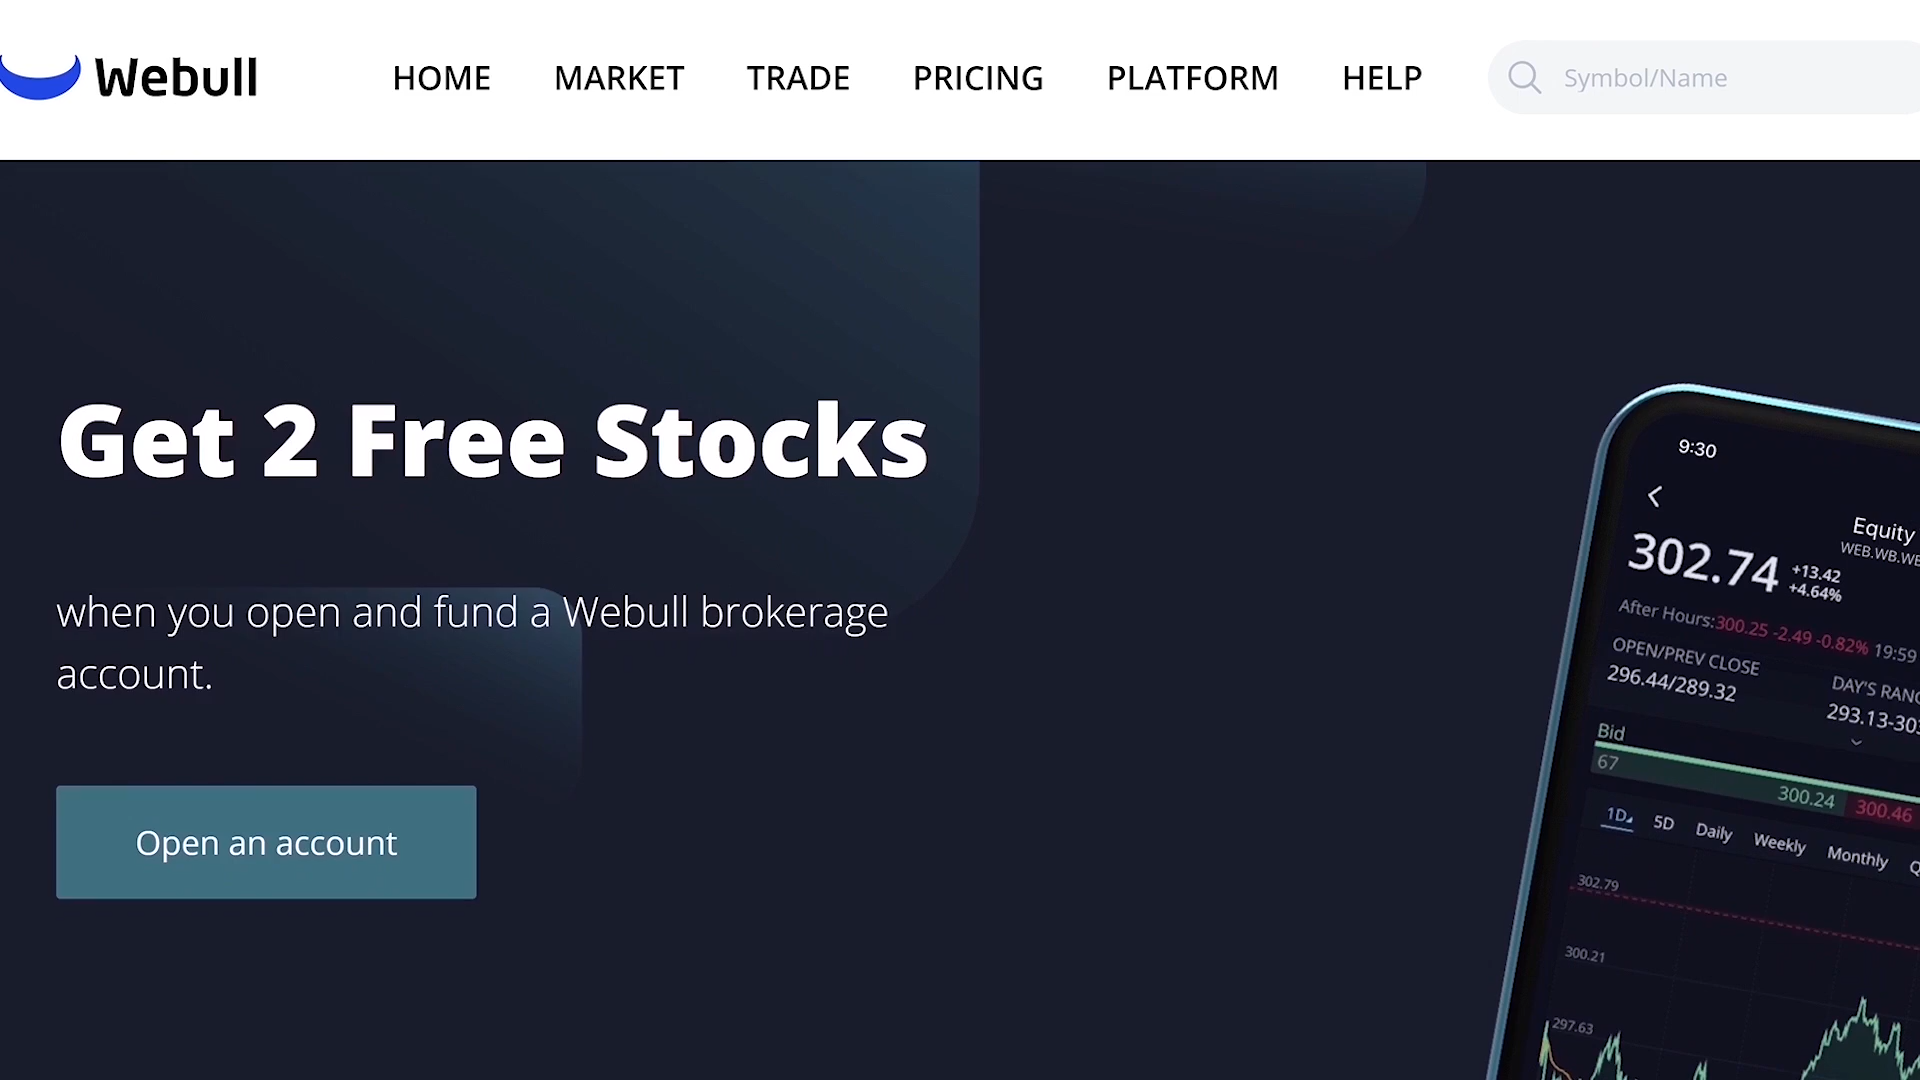 Webull
HOME
MARKET
TRADE
PRICING
PLATFORM
HELP
Symbol/Name
Get 2 Free Stocks
when you open and fund a Webull brokerage
account.
Open an account
9:30
Equity
302.74
+13.42
+4.64%
After Hours:300.25 -2.49 -0.82% 19:59
OPEN/PREV CLOSE
296.44/289.32
Bid
67
300.24
300.46
1D
5D
Daily
Weekly
Monthly
302.79
300.21
297.63